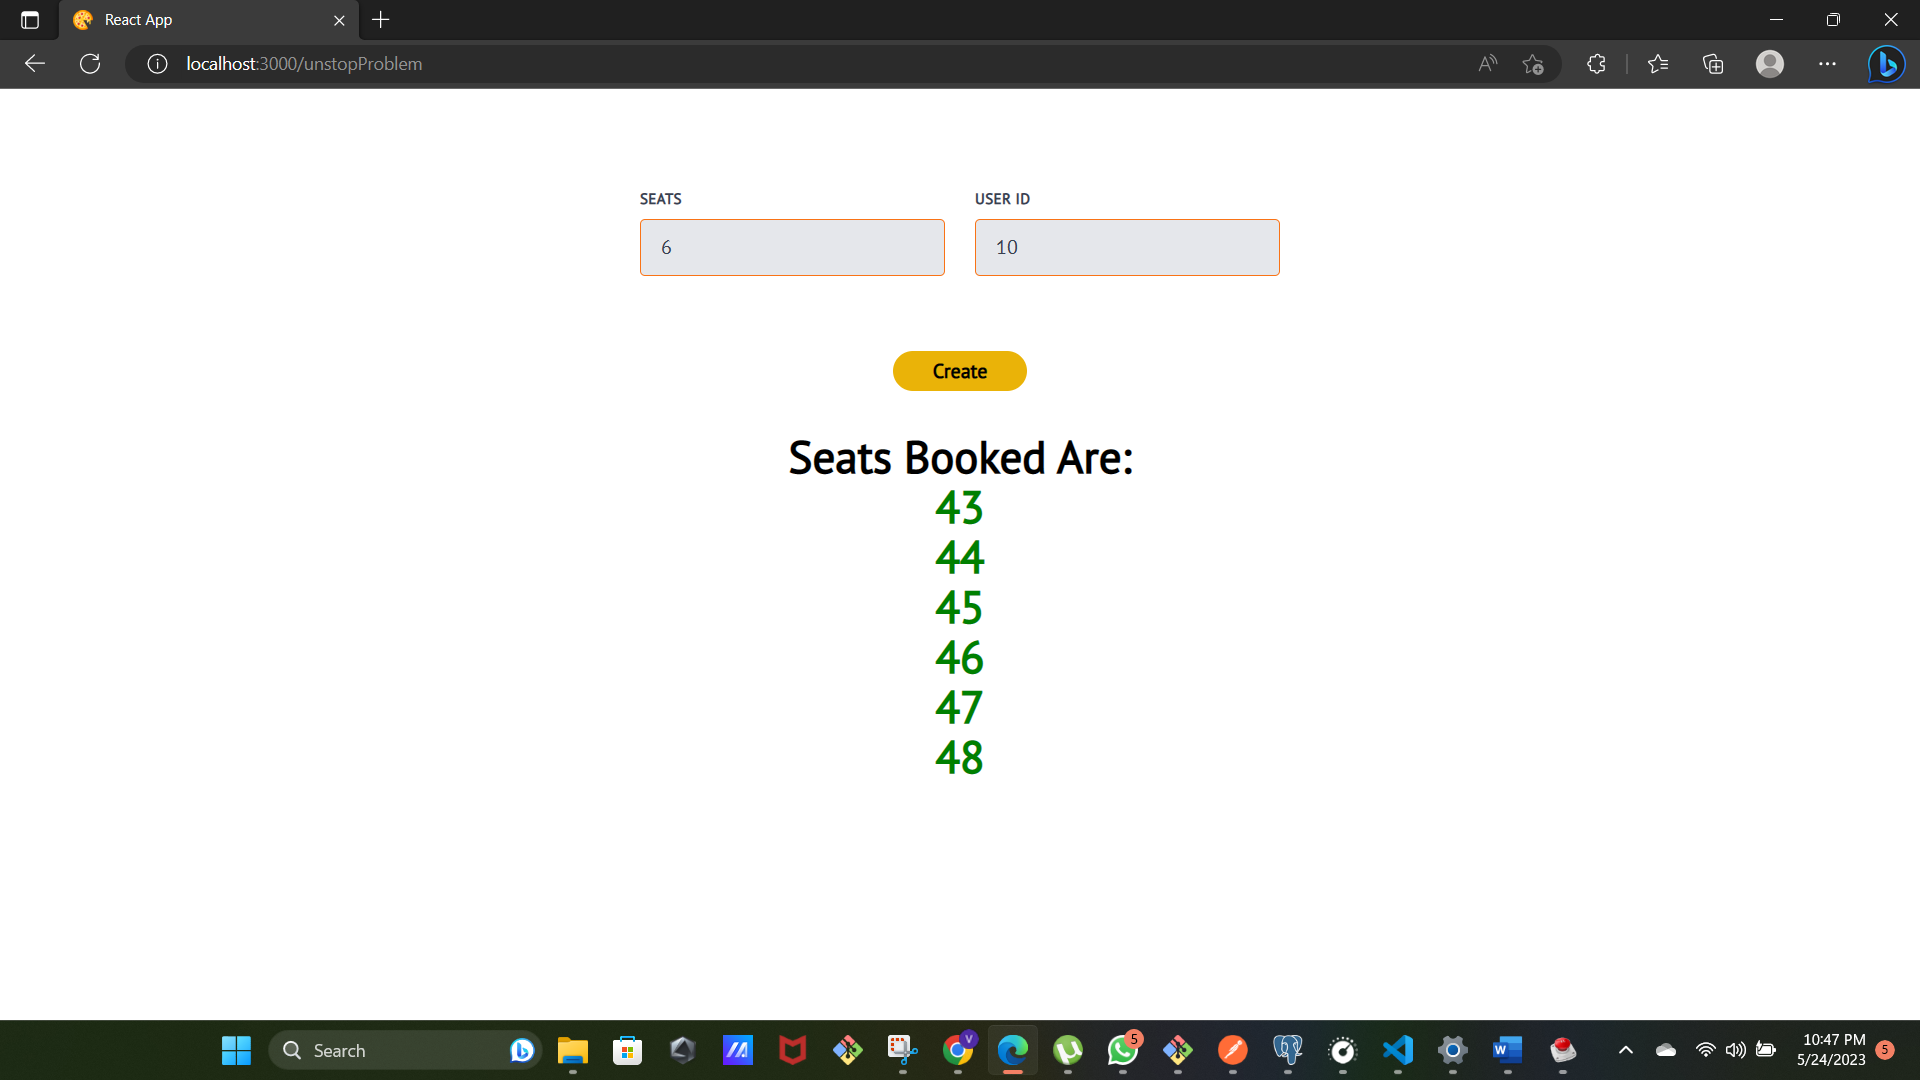 React App
localhost:3000/unstopProblem
SEATS
USER ID
6
10
Create
Seats Booked Are:
43
44
45
46
47
48
Search
V
5
W
10:47 PM
5/24/2023
5